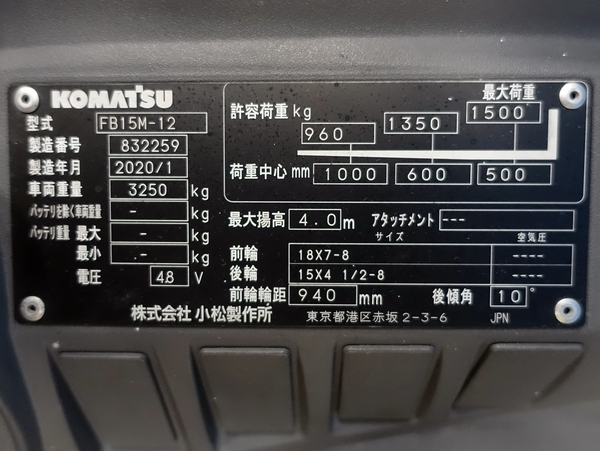 KOMATSU
型式 FB15M-12
製造番号 832259
製造年月 2020/1
車両重量 3250 kg
バッテリを除く車両重量 - kg
バッテリ重量 最大 - kg
最小 - kg
電圧 48 V
最大荷重
許容荷重 kg 960 1350 1500
荷重中心 mm 1000 600 500
最大揚高 4.0 m アタッチメント ---
サイズ 空気圧
前輪 18X7-8 ----
後輪 15X4 1/2-8 ----
前輪輪距 940 mm 後傾角 10°
株式会社 小松製作所 東京都港区赤坂 2-3-6 JPN